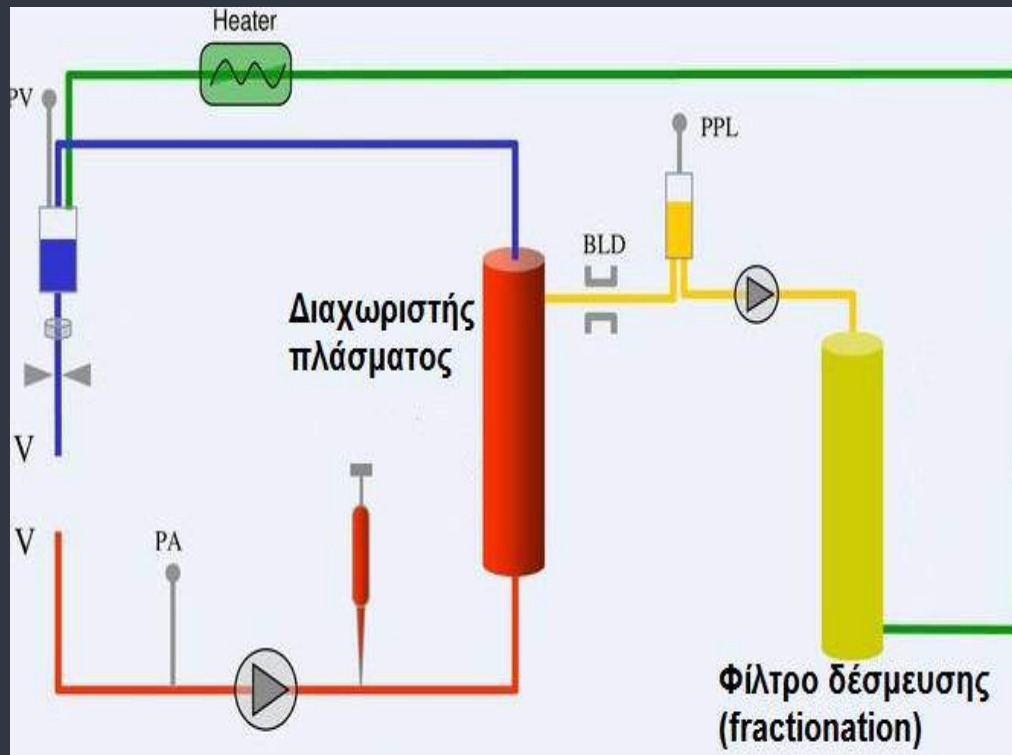 Heater
PV
PPL
BLD
Διαχωριστής
πλάσματος
V
V
PA
Φίλτρο δέσμευσης
(fractionation)